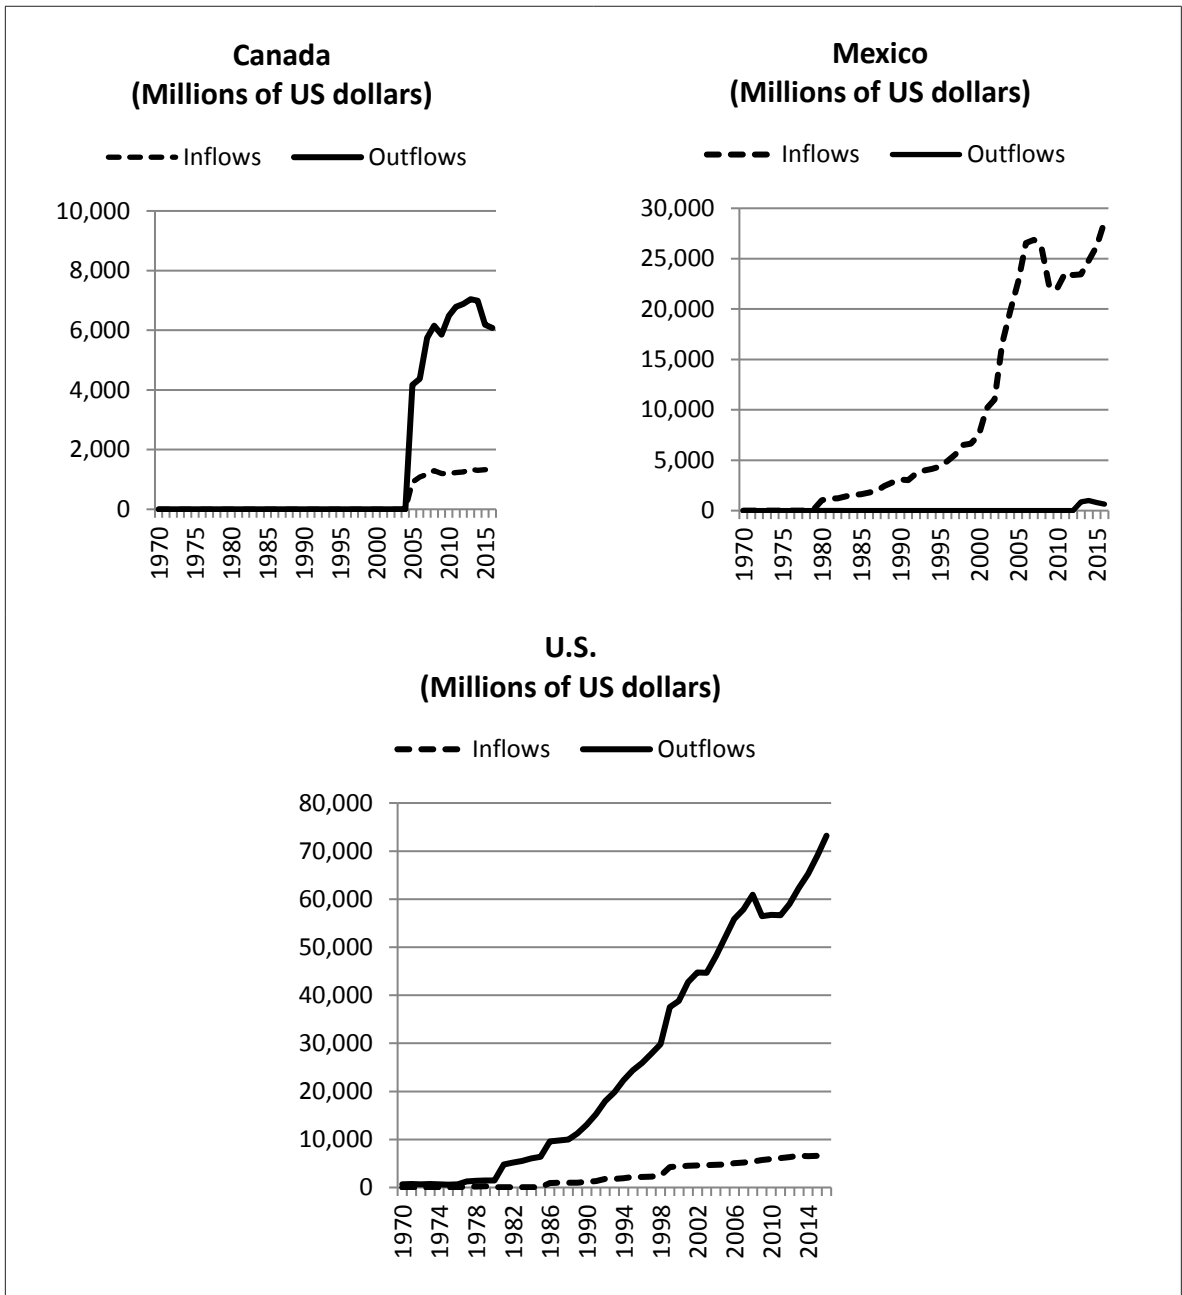 Canada
(Millions of US dollars)
Inflows Outflows
10,000
8,000
6,000
4,000
2,000
0
1970 1975 1980 1985 1990 1995 2000 2005 2010 2015
Mexico
(Millions of US dollars)
Inflows Outflows
30,000
25,000
20,000
15,000
10,000
5,000
0
1970 1975 1980 1985 1990 1995 2000 2005 2010 2015
U.S.
(Millions of US dollars)
Inflows Outflows
80,000
70,000
60,000
50,000
40,000
30,000
20,000
10,000
0
1970 1974 1978 1982 1986 1990 1994 1998 2002 2006 2010 2014